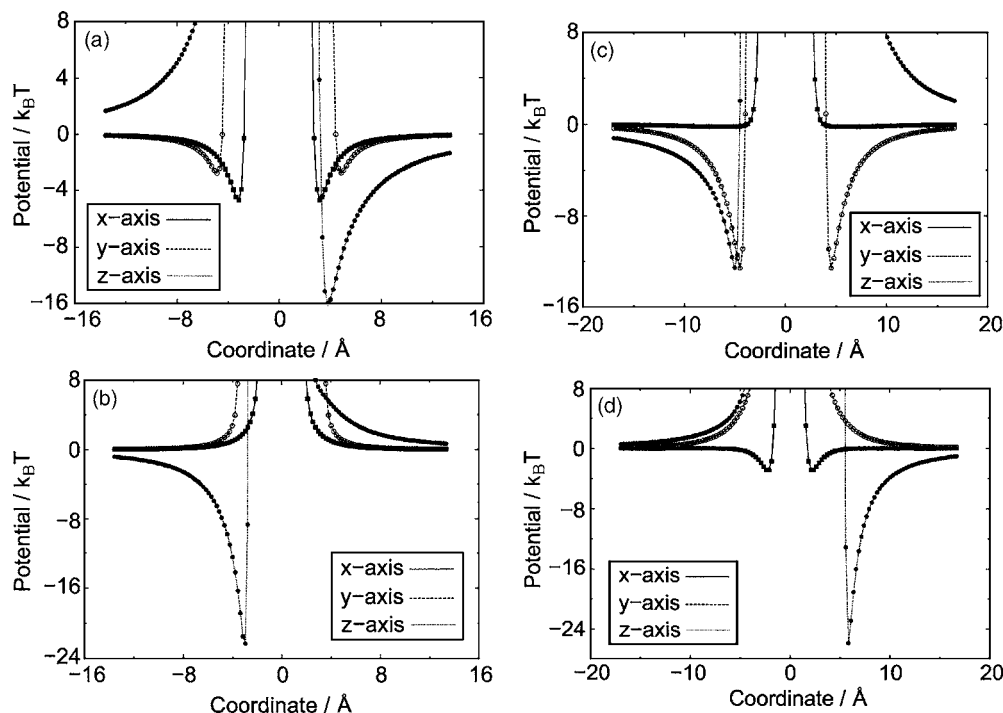 (a)
8
4
0
−4
−8
−12
−16
Potential / kBT
x−axis
y−axis
z−axis
−16
−8
0
8
16
Coordinate / Å
(c)
8
0
−8
−16
Potential / kBT
x−axis
y−axis
z−axis
−20
−10
0
10
20
Coordinate / Å
(b)
8
0
−8
−16
−24
Potential / kBT
x−axis
y−axis
z−axis
−16
−8
0
8
16
Coordinate / Å
(d)
8
0
−8
−16
−24
Potential / kBT
x−axis
y−axis
z−axis
−20
−10
0
10
20
Coordinate / Å